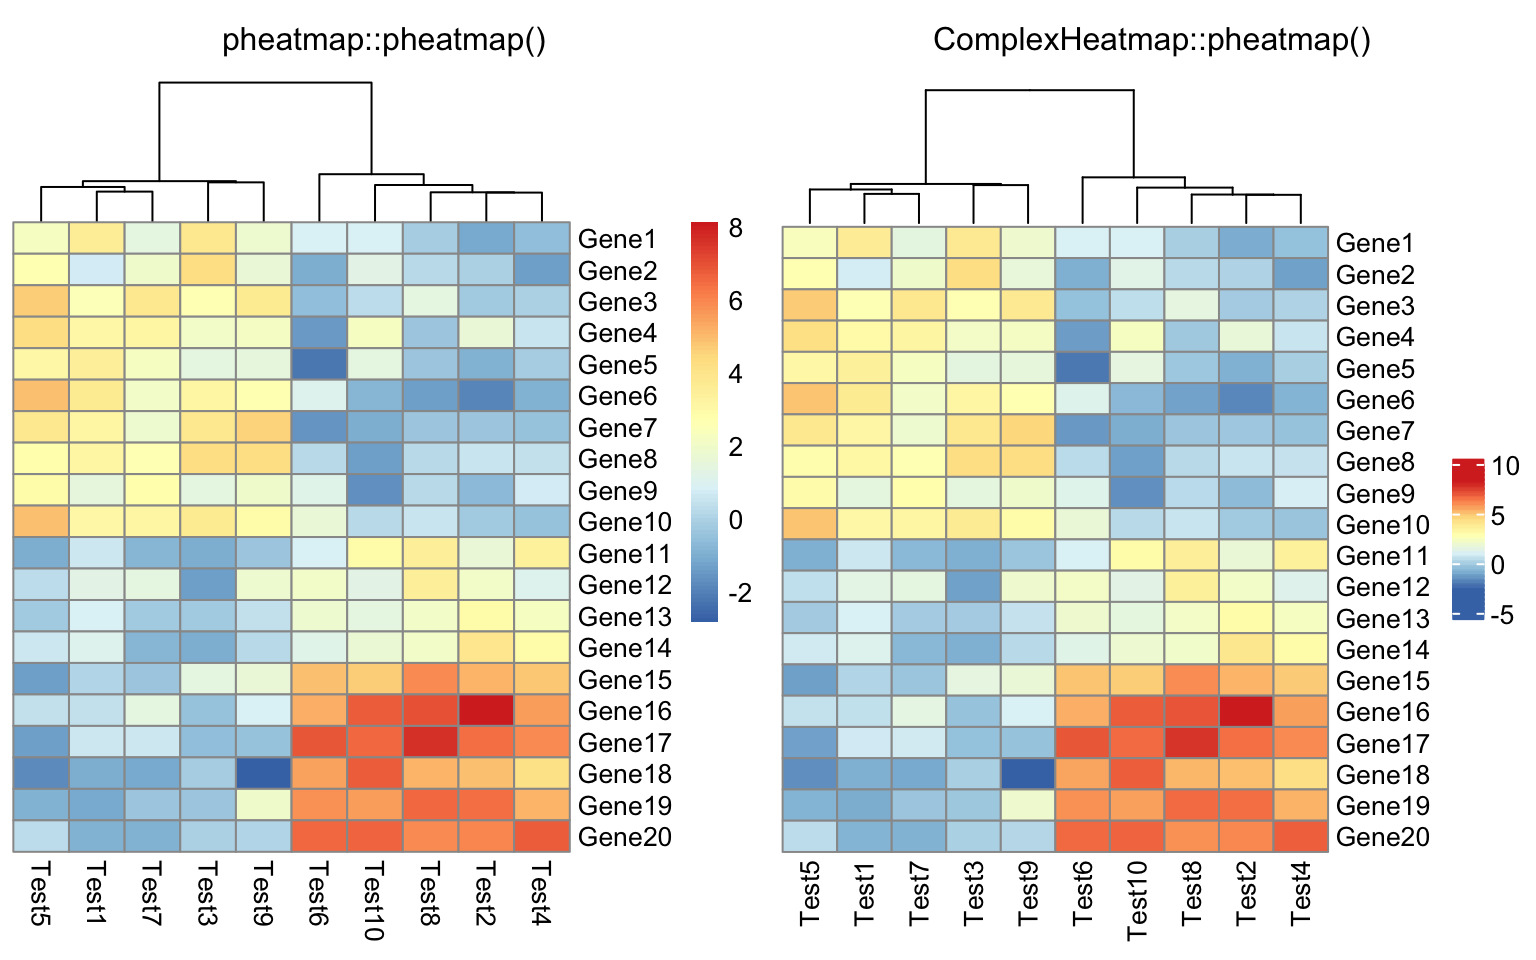 pheatmap::pheatmap()
Gene1
Gene2
Gene3
Gene4
Gene5
Gene6
Gene7
Gene8
Gene9
Gene10
Gene11
Gene12
Gene13
Gene14
Gene15
Gene16
Gene17
Gene18
Gene19
Gene20
Test5
Test1
Test7
Test3
Test9
Test6
Test10
Test8
Test2
Test4
8
6
4
2
0
-2
ComplexHeatmap::pheatmap()
Gene1
Gene2
Gene3
Gene4
Gene5
Gene6
Gene7
Gene8
Gene9
Gene10
Gene11
Gene12
Gene13
Gene14
Gene15
Gene16
Gene17
Gene18
Gene19
Gene20
Test5
Test1
Test7
Test3
Test9
Test6
Test10
Test8
Test2
Test4
10
5
0
-5